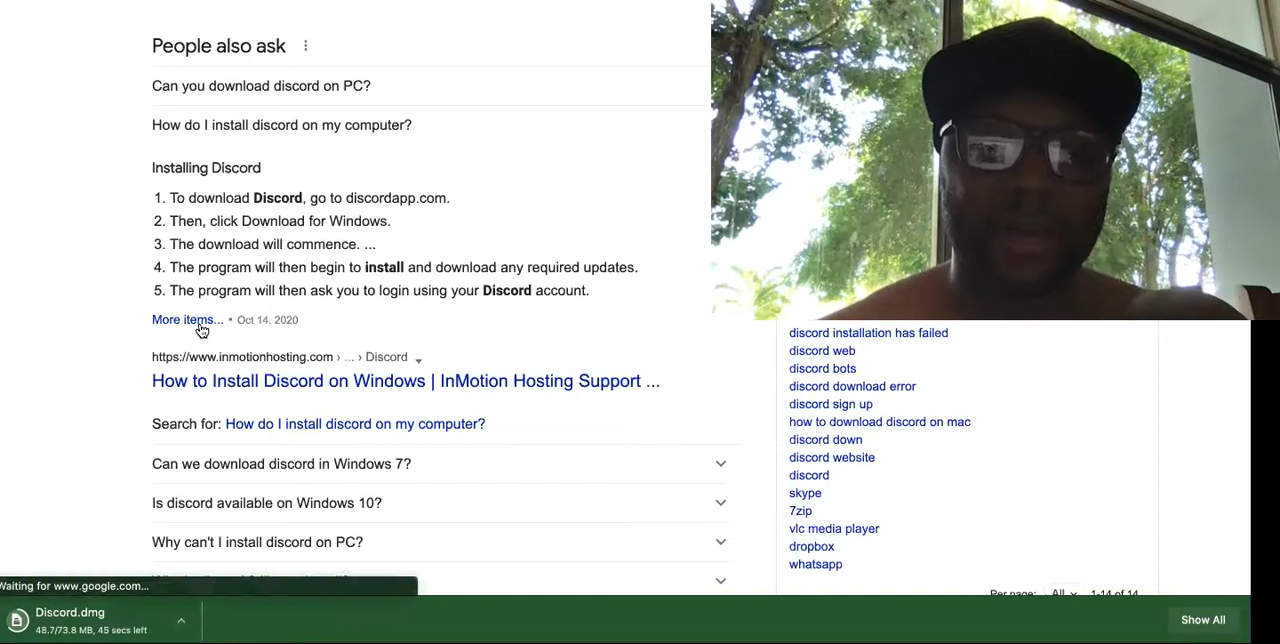 People also ask
Can you download discord on PC?
How do I install discord on my computer?
Installing Discord
1. To download Discord, go to discordapp.com.
2. Then, click Download for Windows.
3. The download will commence. ...
4. The program will then begin to install and download any required updates.
5. The program will then ask you to login using your Discord account.
More items... • Oct 14, 2020
https://www.inmotionhosting.com › ... › Discord
How to Install Discord on Windows | InMotion Hosting Support ...
Search for: How do I install discord on my computer?
Can we download discord in Windows 7?
Is discord available on Windows 10?
Why can't I install discord on PC?
discord installation has failed
discord web
discord bots
discord download error
discord sign up
how to download discord on mac
discord down
discord website
discord
skype
7zip
vlc media player
dropbox
whatsapp
Per page: All 1-14 of 14
Waiting for www.google.com...
Discord.dmg
48.7/73.8 MB, 45 secs left
Show All